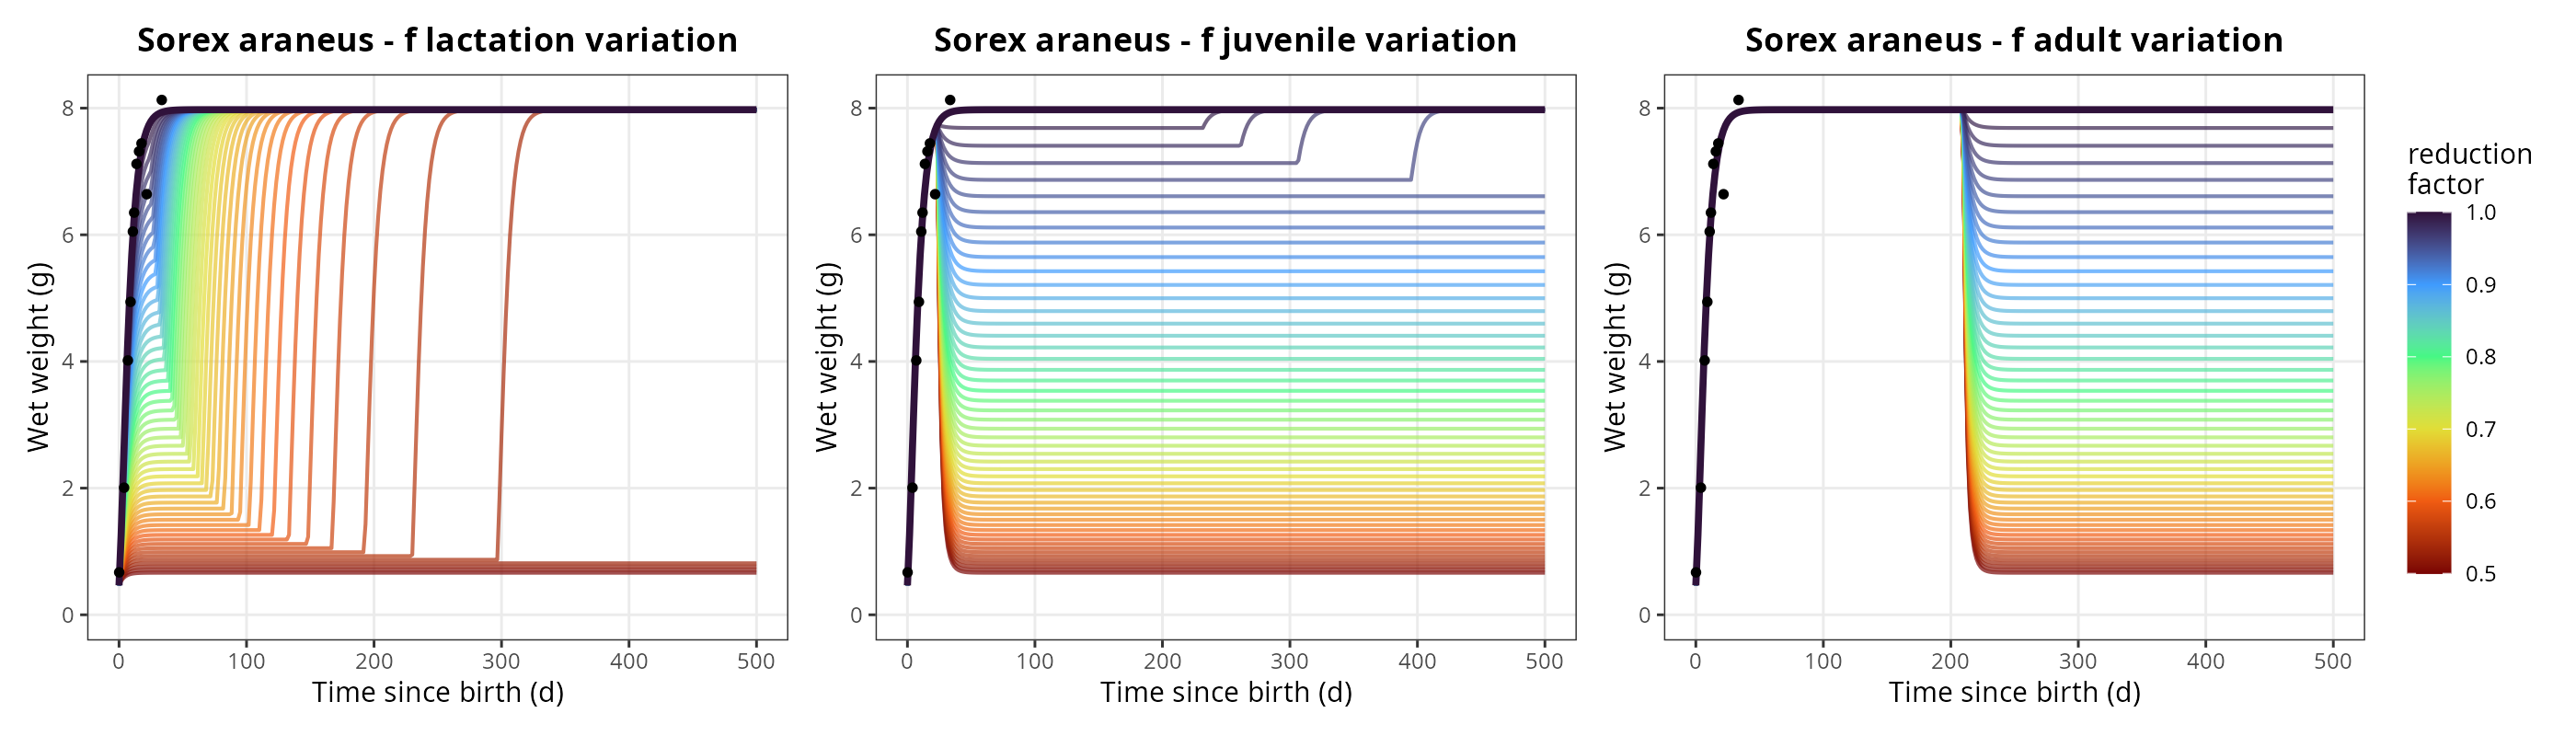 Sorex araneus - f lactation variation
Wet weight (g)
8
6
4
2
0
0 100 200 300 400 500
Time since birth (d)
Sorex araneus - f juvenile variation
Wet weight (g)
8
6
4
2
0
0 100 200 300 400 500
Time since birth (d)
Sorex araneus - f adult variation
Wet weight (g)
8
6
4
2
0
0 100 200 300 400 500
Time since birth (d)
reduction
factor
1.0
0.9
0.8
0.7
0.6
0.5